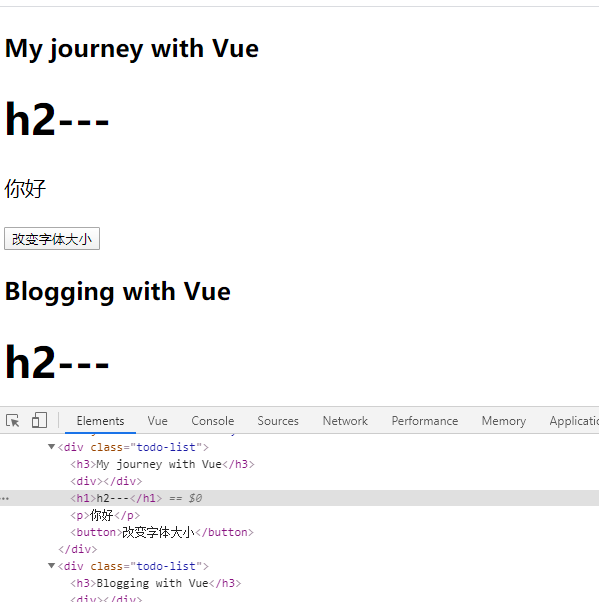 My journey with Vue
h2---
你好
改变字体大小
Blogging with Vue
h2---
Elements Vue Console Sources Network Performance Memory Applicatio
<div class="todo-list">
<h3>My journey with Vue</h3>
<div></div>
<h1>h2---</h1> == $0
<p>你好</p>
<button>改变字体大小</button>
</div>
<div class="todo-list">
<h3>Blogging with Vue</h3>
<div></div>